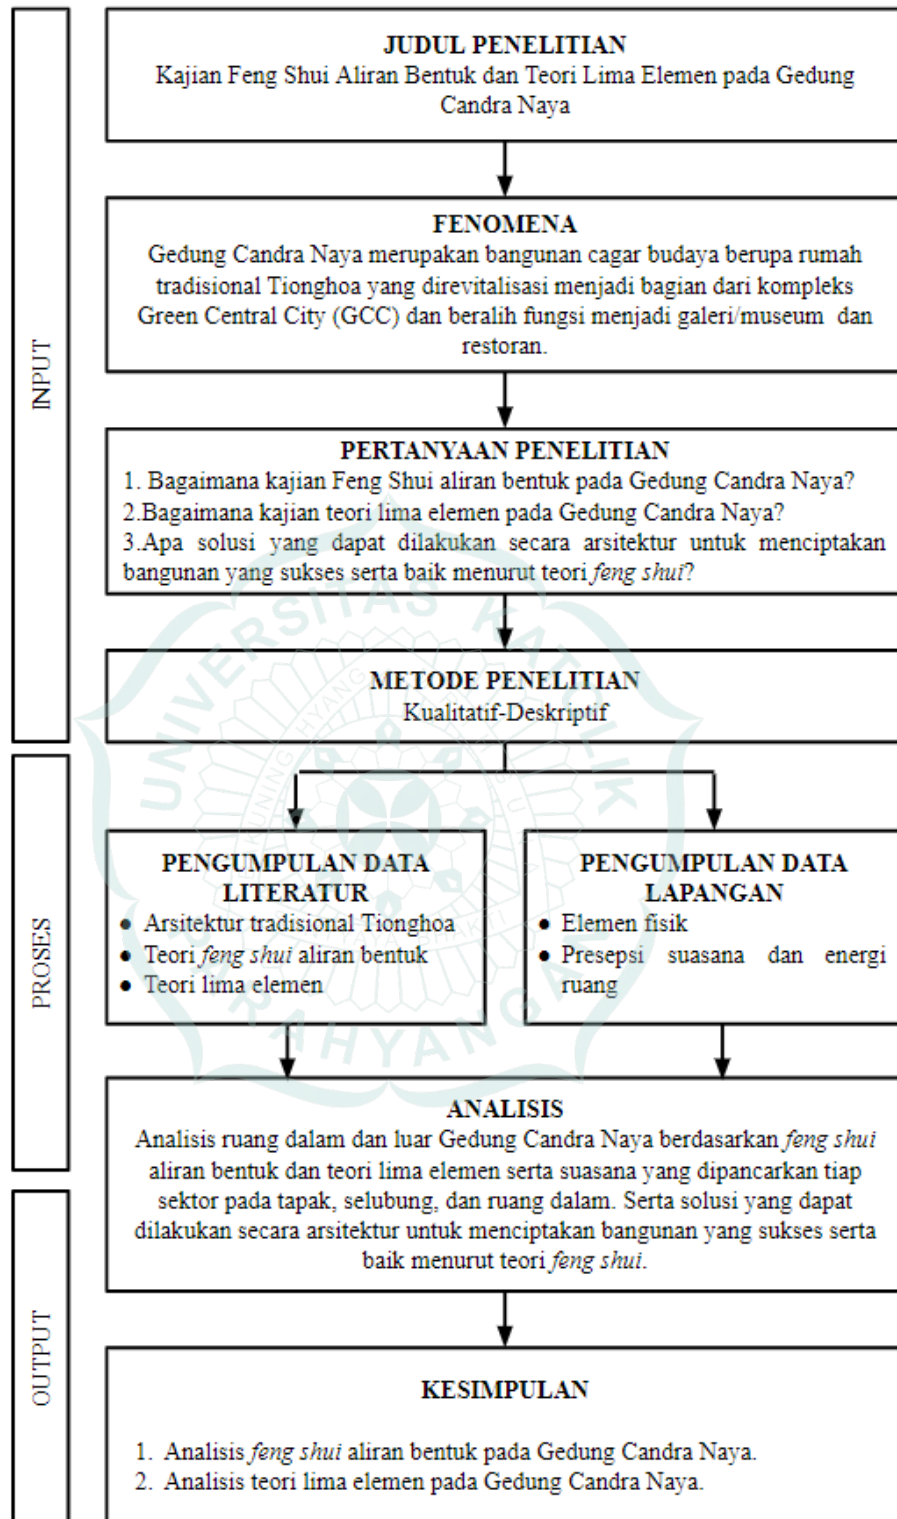 JUDUL PENELITIAN
Kajian Feng Shui Aliran Bentuk dan Teori Lima Elemen pada Gedung
Candra Naya
FENOMENA
Gedung Candra Naya merupakan bangunan cagar budaya berupa rumah
tradisional Tionghoa yang direvitalisasi menjadi bagian dari kompleks
Green Central City (GCC) dan beralih fungsi menjadi galeri/museum dan
restoran.
INPUT
PERTANYAAN PENELITIAN
1. Bagaimana kajian Feng Shui aliran bentuk pada Gedung Candra Naya?
2.Bagaimana kajian teori lima elemen pada Gedung Candra Naya?
3.Apa solusi yang dapat dilakukan secara arsitektur untuk menciptakan
bangunan yang sukses serta baik menurut teori feng shui?
METODE PENELITIAN
Kualitatif-Deskriptif
PROSES
PENGUMPULAN DATA
LITERATUR
● Arsitektur tradisional Tionghoa
● Teori feng shui aliran bentuk
● Teori lima elemen
PENGUMPULAN DATA
LAPANGAN
● Elemen fisik
● Presepsi suasana dan energi
ruang
ANALISIS
Analisis ruang dalam dan luar Gedung Candra Naya berdasarkan feng shui
aliran bentuk dan teori lima elemen serta suasana yang dipancarkan tiap
sektor pada tapak, selubung, dan ruang dalam. Serta solusi yang dapat
dilakukan secara arsitektur untuk menciptakan bangunan yang sukses serta
baik menurut teori feng shui.
OUTPUT
KESIMPULAN
1. Analisis feng shui aliran bentuk pada Gedung Candra Naya.
2. Analisis teori lima elemen pada Gedung Candra Naya.
UNIVERSITAS KATOLIK
PARAHYANGAN